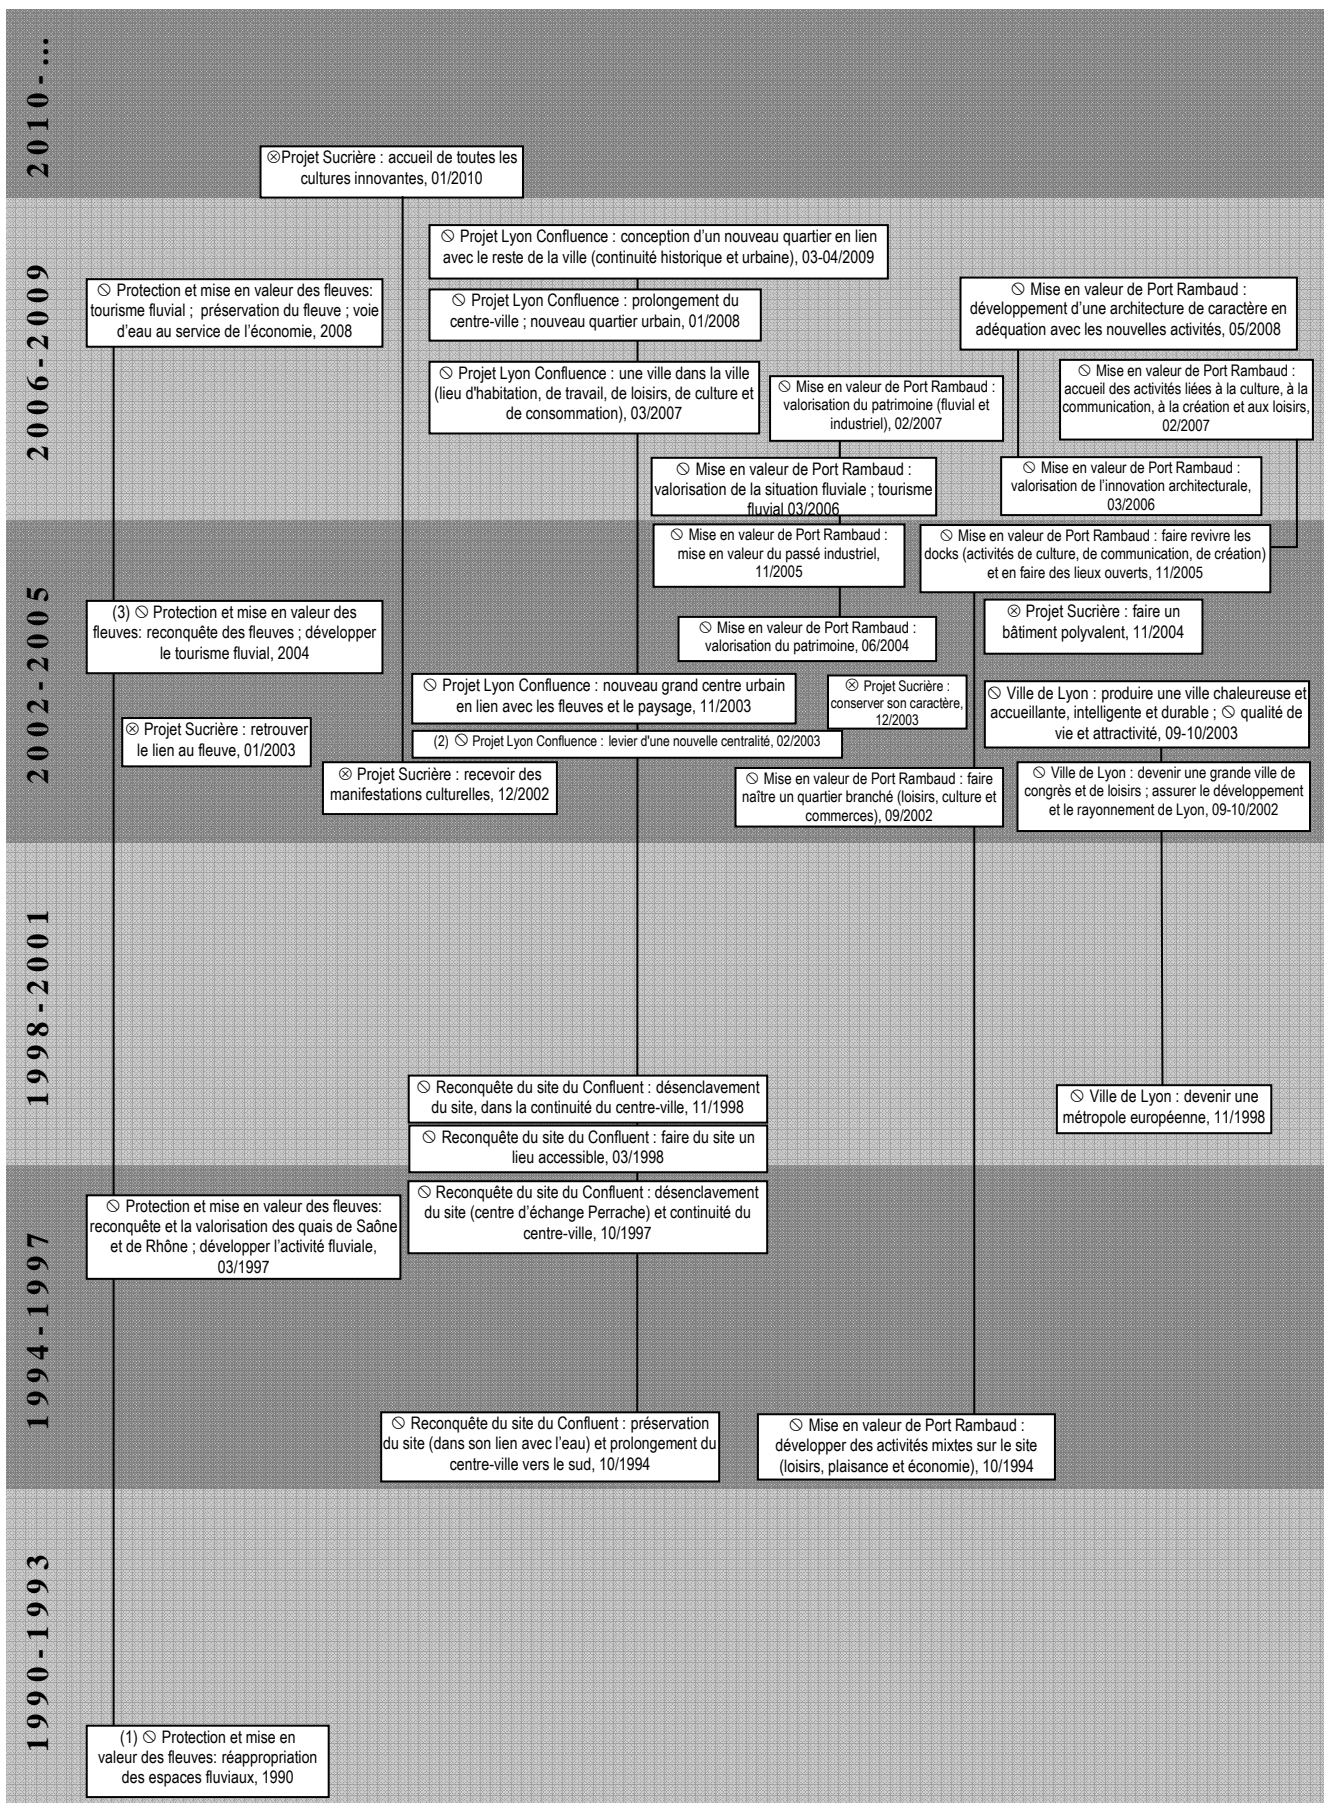 2010-...
⊗Projet Sucrière : accueil de toutes les
cultures innovantes, 01/2010
2006-2009
⦸ Projet Lyon Confluence : conception d'un nouveau quartier en lien
avec le reste de la ville (continuité historique et urbaine), 03-04/2009
⦸ Protection et mise en valeur des fleuves:
tourisme fluvial ; préservation du fleuve ; voie
d'eau au service de l'économie, 2008
⦸ Projet Lyon Confluence : prolongement du
centre-ville ; nouveau quartier urbain, 01/2008
⦸ Mise en valeur de Port Rambaud :
développement d'une architecture de caractère en
adéquation avec les nouvelles activités, 05/2008
⦸ Projet Lyon Confluence : une ville dans la ville
(lieu d'habitation, de travail, de loisirs, de culture et
de consommation), 03/2007
⦸ Mise en valeur de Port Rambaud :
valorisation du patrimoine (fluvial et
industriel), 02/2007
⦸ Mise en valeur de Port Rambaud :
accueil des activités liées à la culture, à la
communication, à la création et aux loisirs,
02/2007
⦸ Mise en valeur de Port Rambaud :
valorisation de la situation fluviale ; tourisme
fluvial 03/2006
⦸ Mise en valeur de Port Rambaud :
valorisation de l'innovation architecturale,
03/2006
2002-2005
⦸ Mise en valeur de Port Rambaud :
mise en valeur du passé industriel,
11/2005
⦸ Mise en valeur de Port Rambaud : faire revivre les
docks (activités de culture, de communication, de création)
et en faire des lieux ouverts, 11/2005
(3) ⦸ Protection et mise en valeur des
fleuves: reconquête des fleuves ; développer
le tourisme fluvial, 2004
⦸ Mise en valeur de Port Rambaud :
valorisation du patrimoine, 06/2004
⊗ Projet Sucrière : faire un
bâtiment polyvalent, 11/2004
⦸ Projet Lyon Confluence : nouveau grand centre urbain
en lien avec les fleuves et le paysage, 11/2003
⊗ Projet Sucrière :
conserver son caractère,
12/2003
⦸ Ville de Lyon : produire une ville chaleureuse et
accueillante, intelligente et durable ; ⦸ qualité de
vie et attractivité, 09-10/2003
⊗ Projet Sucrière : retrouver
le lien au fleuve, 01/2003
(2) ⦸ Projet Lyon Confluence : levier d'une nouvelle centralité, 02/2003
⊗ Projet Sucrière : recevoir des
manifestations culturelles, 12/2002
⦸ Mise en valeur de Port Rambaud : faire
naître un quartier branché (loisirs, culture et
commerces), 09/2002
⦸ Ville de Lyon : devenir une grande ville de
congrès et de loisirs ; assurer le développement
et le rayonnement de Lyon, 09-10/2002
1998-2001
⦸ Reconquête du site du Confluent : désenclavement
du site, dans la continuité du centre-ville, 11/1998
⦸ Ville de Lyon : devenir une
métropole européenne, 11/1998
⦸ Reconquête du site du Confluent : faire du site un
lieu accessible, 03/1998
1994-1997
⦸ Protection et mise en valeur des fleuves:
reconquête et la valorisation des quais de Saône
et de Rhône ; développer l'activité fluviale,
03/1997
⦸ Reconquête du site du Confluent : désenclavement
du site (centre d'échange Perrache) et continuité du
centre-ville, 10/1997
⦸ Reconquête du site du Confluent : préservation
du site (dans son lien avec l'eau) et prolongement du
centre-ville vers le sud, 10/1994
⦸ Mise en valeur de Port Rambaud :
développer des activités mixtes sur le site
(loisirs, plaisance et économie), 10/1994
1990-1993
(1) ⦸ Protection et mise en
valeur des fleuves: réappropriation
des espaces fluviaux, 1990